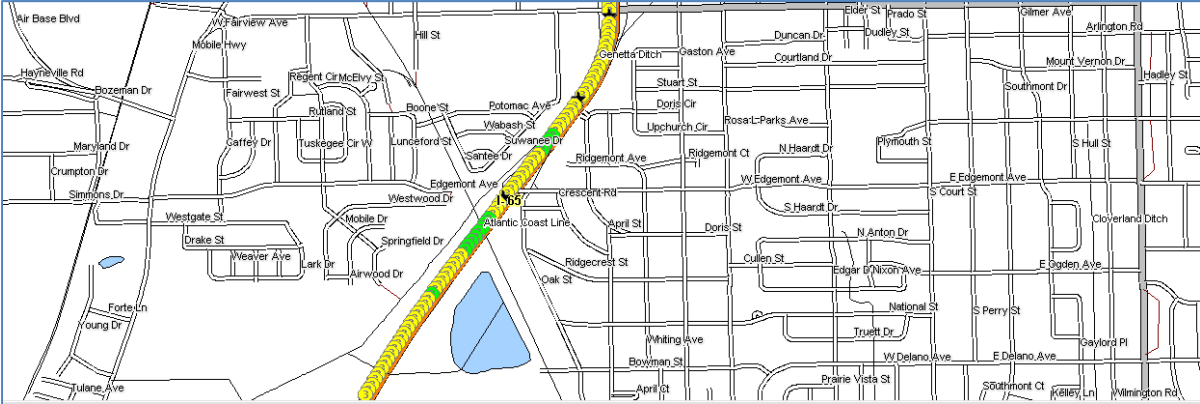 Air Base Blvd
W Fairview Ave
Elder St
Prado St
Gilmer Ave
Hill St
Dudley St
Arlington Rd
Duncan Dr
Mobile Hwy
Genetta Ditch
Gaston Ave
Courtland Dr
Mount Vernon Dr
Hayneville Rd
Regent Cir
McElvy St
Hadley St
Bozeman Dr
Fairwest St
Stuart St
Southmont Dr
Rutland St
Boone St
Potomac Ave
Doris Cir
Wabash St
Upchurch Cir
Rosa L Parks Ave
Maryland Dr
Caffey Dr
Tuskegee Cir W
Lunceford St
Suwanee Dr
Plymouth St
S Hull St
Santee Dr
Ridgemont Ave
Ridgemont Ct
N Haardt Dr
Crumpton Dr
Edgemont Ave
W Edgemont Ave
E Edgemont Ave
Simmons Dr
Westwood Dr
Crescent Rd
S Court St
I-65
S Haardt Dr
Westgate St
Mobile Dr
Atlantic Coast Line
April St
Doris St
Cloverland Ditch
Drake St
Springfield Dr
N Anton Dr
Weaver Ave
Lark Dr
Airwood Dr
Ridgecrest St
Cullen St
Edgar D Nixon Ave
E Ogden Ave
Oak St
Forte Ln
National St
S Perry St
Young Dr
Truett Dr
Whiting Ave
Gaylord Pl
Bowman St
W Delano Ave
E Delano Ave
Tulane Ave
Prairie Vista St
April Ct
Southmont Ct
Kelley Ln
Wilmington Rd